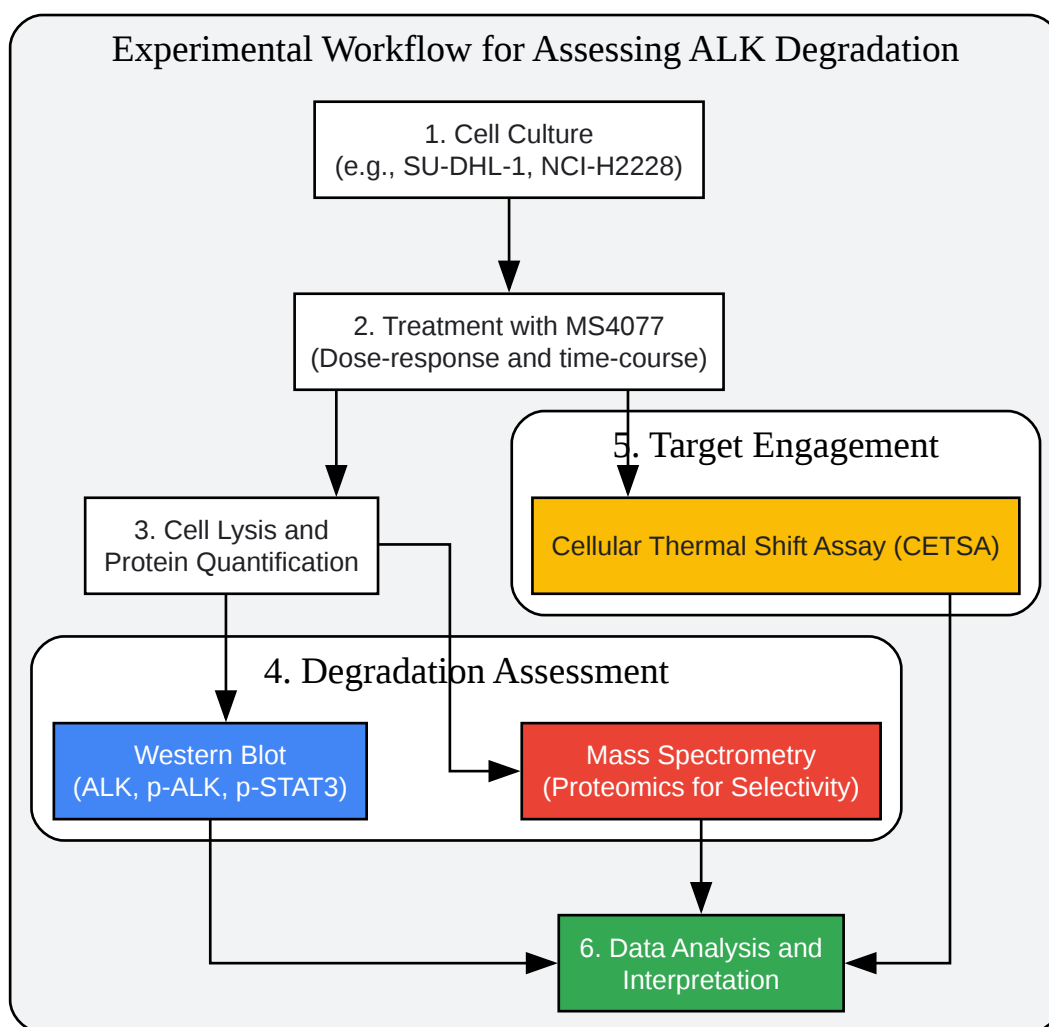 Experimental Workflow for Assessing ALK Degradation
1. Cell Culture
(e.g., SU-DHL-1, NCI-H2228)
2. Treatment with MS4077
(Dose-response and time-course)
5. Target Engagement
3. Cell Lysis and
Protein Quantification
Cellular Thermal Shift Assay (CETSA)
4. Degradation Assessment
Western Blot
(ALK, p-ALK, p-STAT3)
Mass Spectrometry
(Proteomics for Selectivity)
6. Data Analysis and
Interpretation